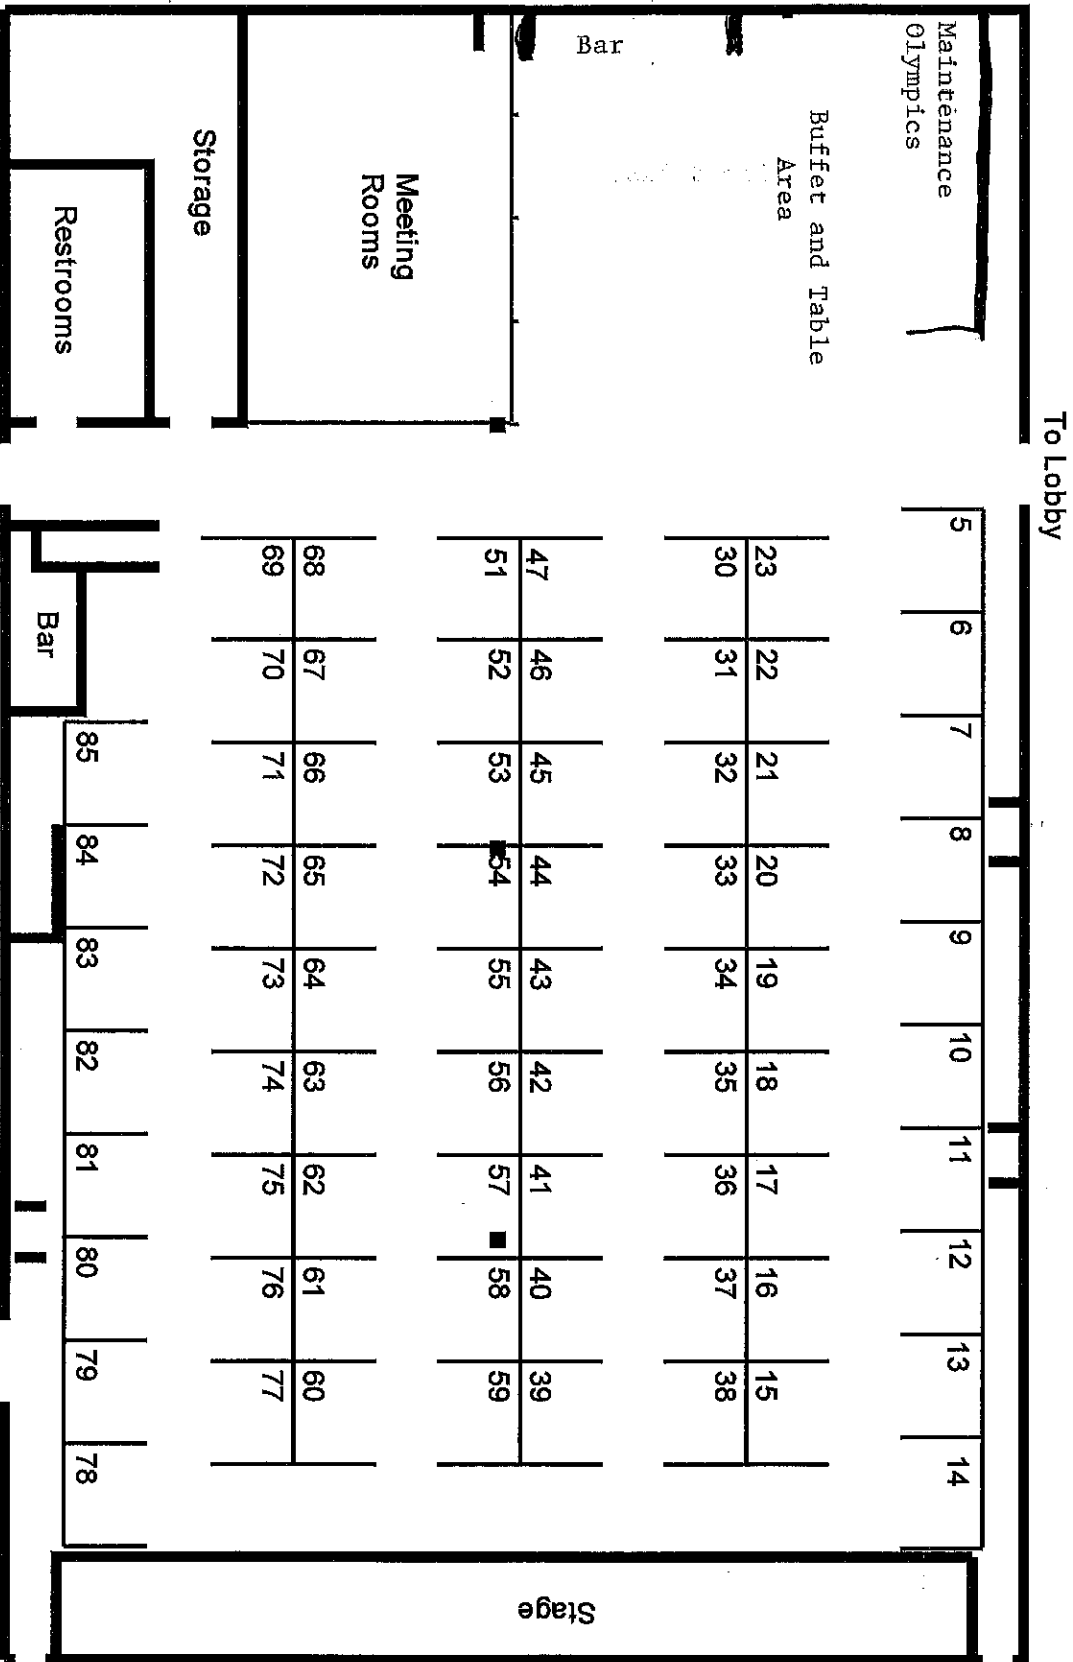 To Lobby
Maintenance
Olympics
Bar
Buffet and Table
Area
Meeting
Rooms
Storage
Restrooms
Bar
5 6 7 8 9 10 11 12 13 14
23 22 21 20 19 18 17 16 15
30 31 32 33 34 35 36 37 38
47 46 45 44 43 42 41 40 39
51 52 53 54 55 56 57 58 59
68 67 66 65 64 63 62 61 60
69 70 71 72 73 74 75 76 77
85 84 83 82 81 80 79 78
Stage